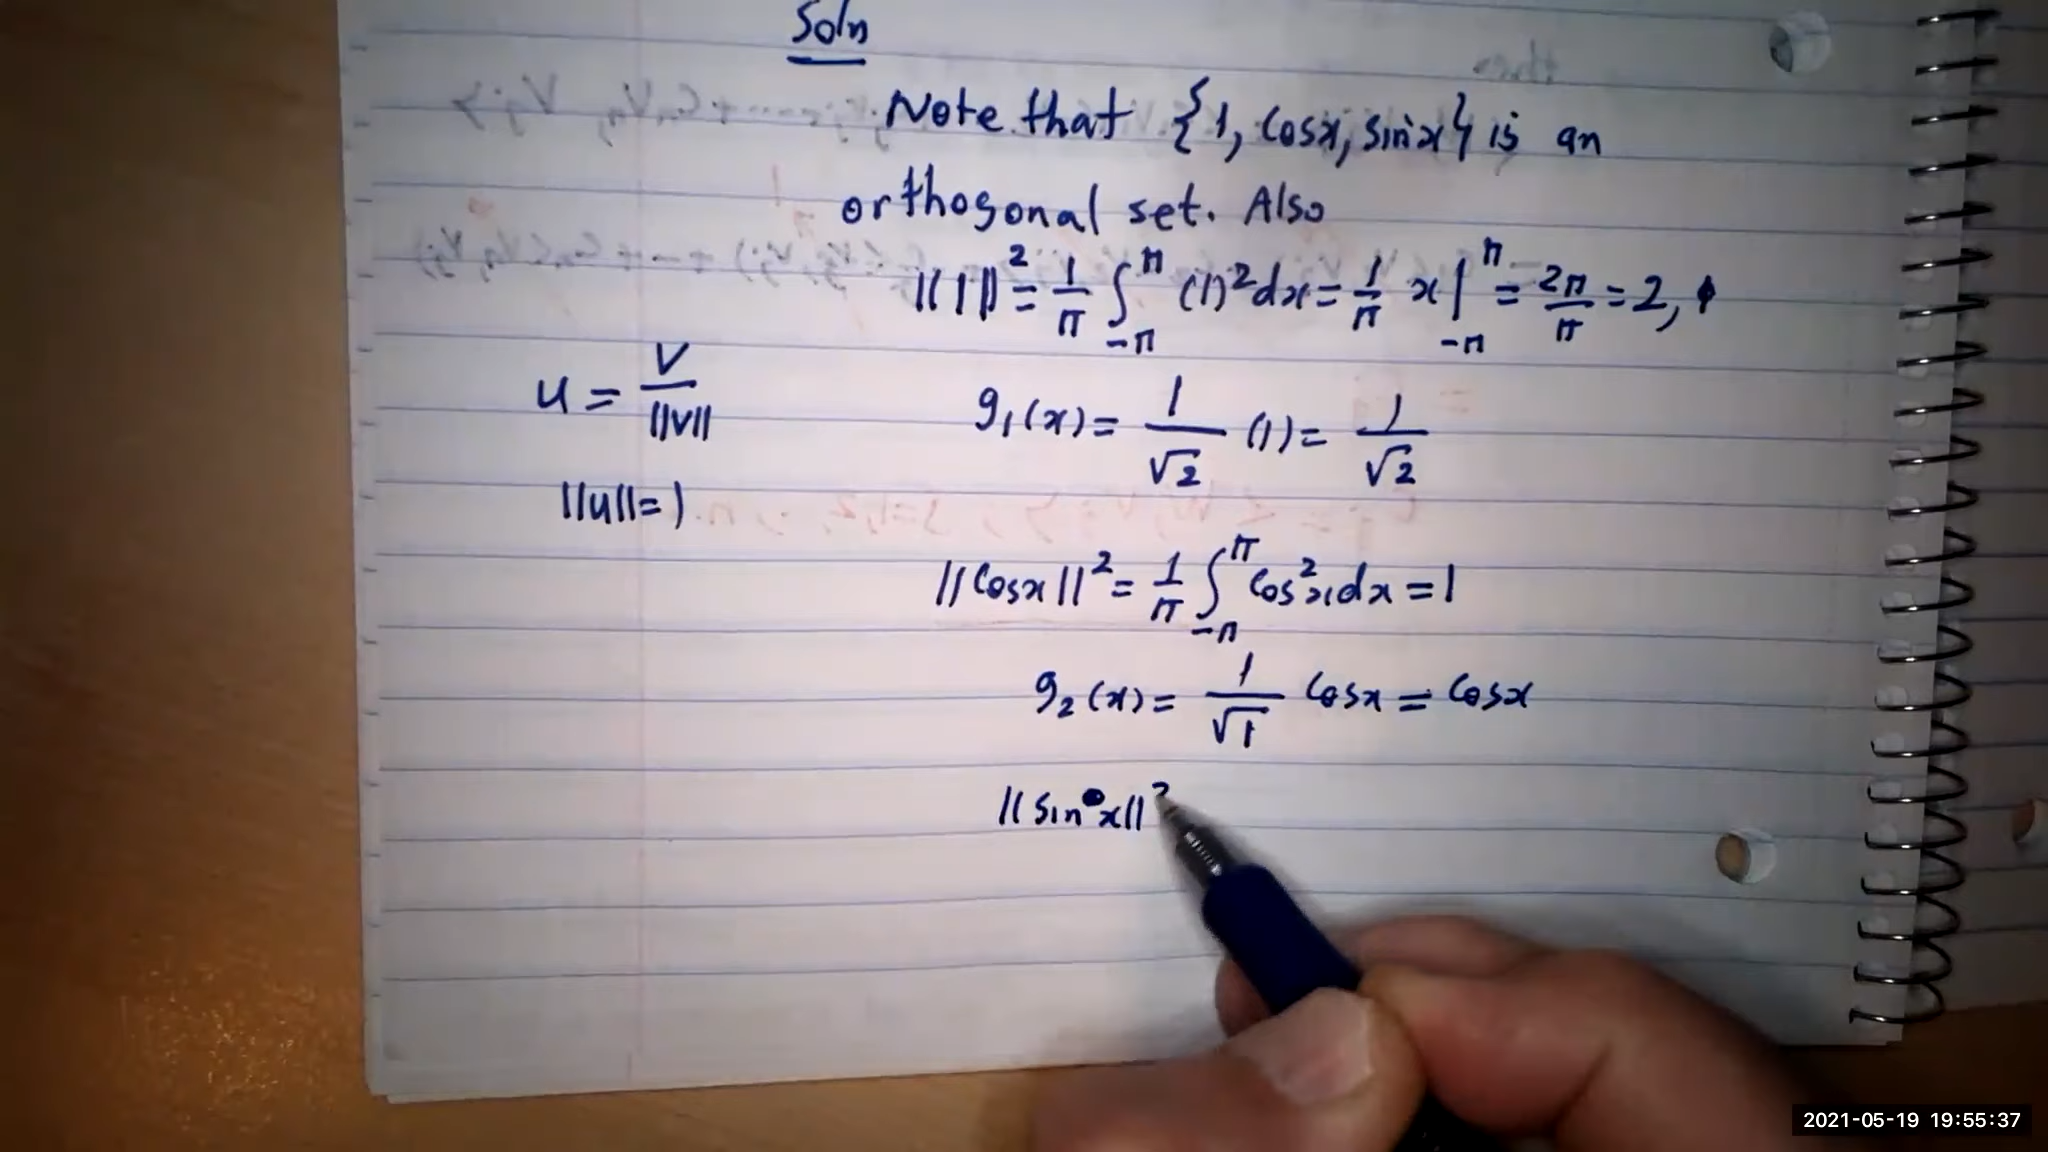 Soln
Note that {1, cosx, sinx} is an
orthogonal set. Also
||1||² = 1/π ∫_{-π}^{π} (1)² dx = 1/π x|_{-π}^{π} = 2π/π = 2,
u = v/||v||
g₁(x) = 1/√2 (1) = 1/√2
||u|| = 1
||Cosx||² = 1/π ∫_{-π}^{π} Cos²x dx = 1
g₂(x) = 1/√1 Cosx = Cosx
||Sin x||²
2021-05-19 19:55:37